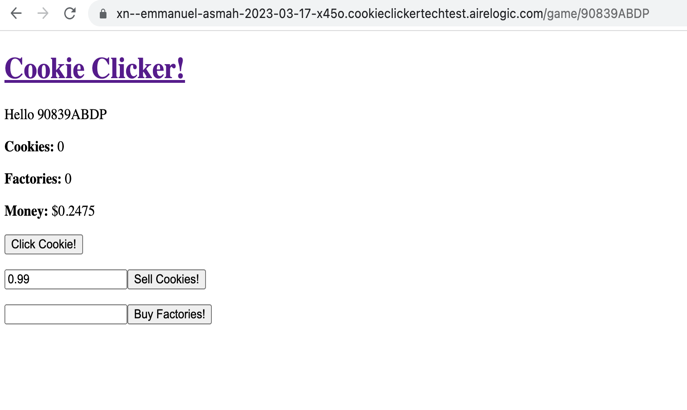 xn--emmanuel-asmah-2023-03-17-x45o.cookieclickertechtest.airelogic.com/game/90839ABDP
Cookie Clicker!
Hello 90839ABDP
Cookies: 0
Factories: 0
Money: $0.2475
Click Cookie!
0.99 Sell Cookies!
Buy Factories!